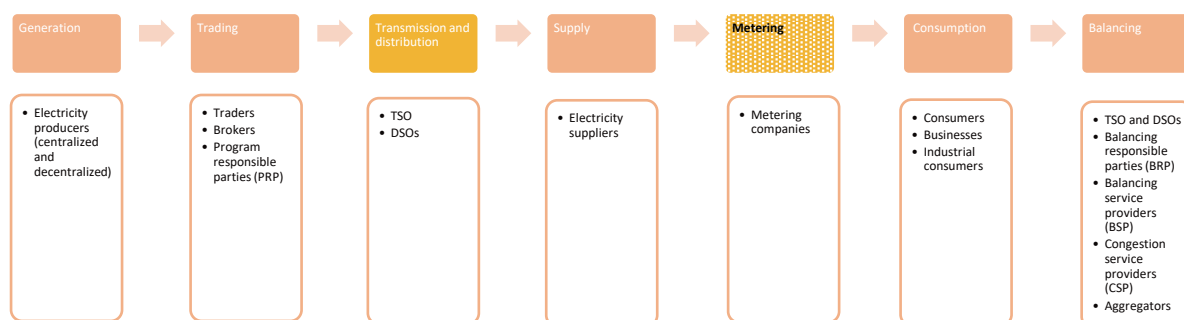 Generation
Trading
Transmission and
distribution
Supply
Metering
Consumption
Balancing
• Electricity
producers
(centralized
and
decentralized)
• Traders
• Brokers
• Program
responsible
parties (PRP)
• TSO
• DSOs
• Electricity
suppliers
• Metering
companies
• Consumers
• Businesses
• Industrial
consumers
• TSO and DSOs
• Balancing
responsible
parties (BRP)
• Balancing
service
providers
(BSP)
• Congestion
service
providers
(CSP)
• Aggregators